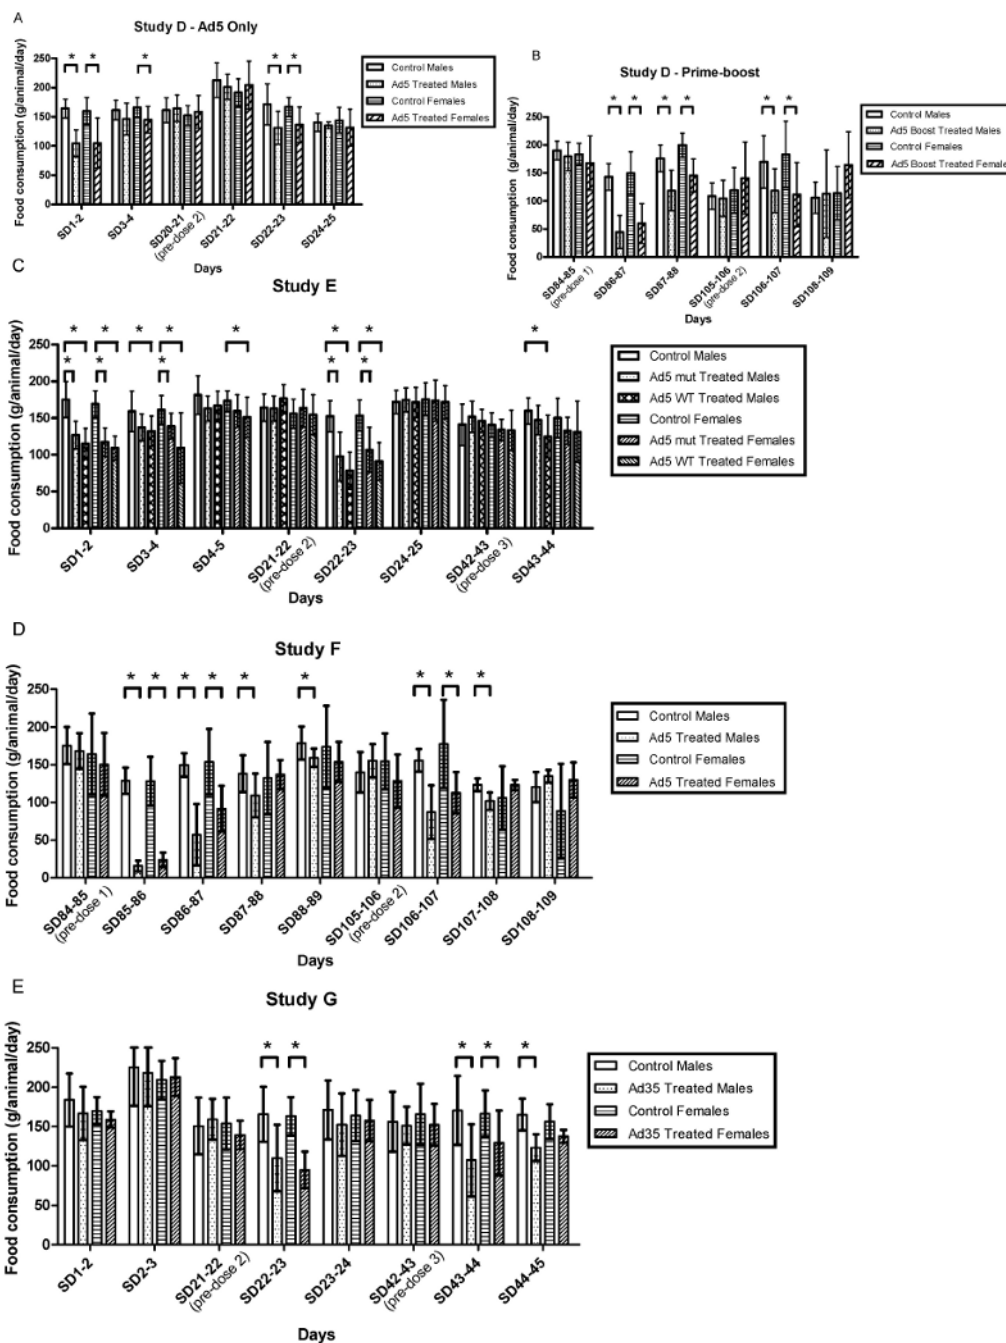 A
Study D - Ad5 Only
Food consumption (g/animal/day)
250
200
150
100
50
0
* * * * *
SD1-2
SD3-4
SD20-21
(pre-dose 2)
SD21-22
SD22-23
SD24-25
Days
Control Males
Ad5 Treated Males
Control Females
Ad5 Treated Females
B
Study D - Prime-boost
Food consumption (g/animal/day)
250
200
150
100
50
0
* * * * * *
SD84-85
(pre-dose 1)
SD86-87
SD87-88
SD105-106
(pre-dose 2)
SD106-107
SD108-109
Days
Control Males
Ad5 Boost Treated Males
Control Females
Ad5 Boost Treated Female
C
Study E
Food consumption (g/animal/day)
250
200
150
100
50
0
* * * * * * * *
* * * * *
SD1-2
SD3-4
SD4-5
SD21-22
(pre-dose 2)
SD22-23
SD24-25
SD42-43
(pre-dose 3)
SD43-44
Days
Control Males
Ad5 mut Treated Males
Ad5 WT Treated Males
Control Females
Ad5 mut Treated Females
Ad5 WT Treated Females
D
Study F
Food consumption (g/animal/day)
250
200
150
100
50
0
* * * * * * * * *
SD84-85
(pre-dose 1)
SD85-86
SD86-87
SD87-88
SD88-89
SD105-106
(pre-dose 2)
SD106-107
SD107-108
SD108-109
Days
Control Males
Ad5 Treated Males
Control Females
Ad5 Treated Females
E
Study G
Food consumption (g/animal/day)
250
200
150
100
50
0
* * * * *
SD1-2
SD2-3
SD21-22
(pre-dose 2)
SD22-23
SD23-24
SD42-43
(pre-dose 3)
SD43-44
SD44-45
Days
Control Males
Ad35 Treated Males
Control Females
Ad35 Treated Females